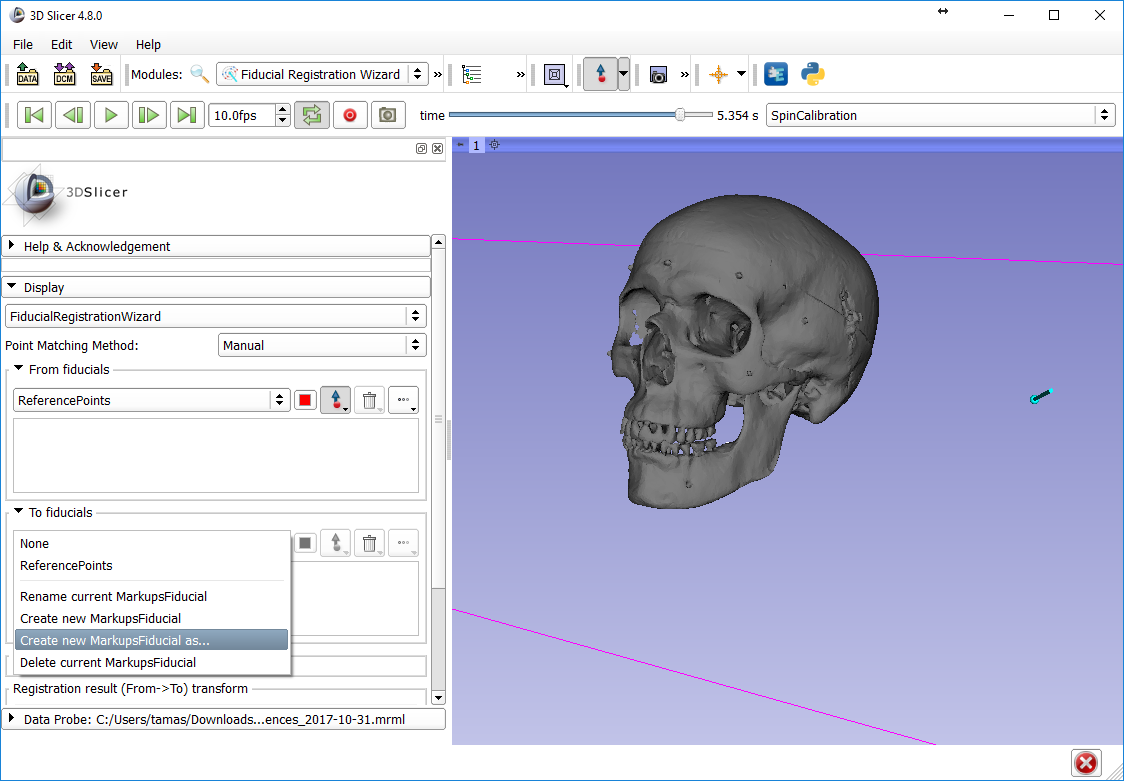 3D Slicer 4.8.0
File Edit View Help
DATA DCM SAVE Modules: Fiducial Registration Wizard » » »
10.0fps time 5.354 s SpinCalibration
1
3DSlicer
Help & Acknowledgement
Display
FiducialRegistrationWizard
Point Matching Method: Manual
From fiducials
ReferencePoints
To fiducials
None
ReferencePoints
Rename current MarkupsFiducial
Create new MarkupsFiducial
Create new MarkupsFiducial as...
Delete current MarkupsFiducial
Registration result (From->To) transform
Data Probe: C:/Users/tamas/Downloads...ences_2017-10-31.mrml